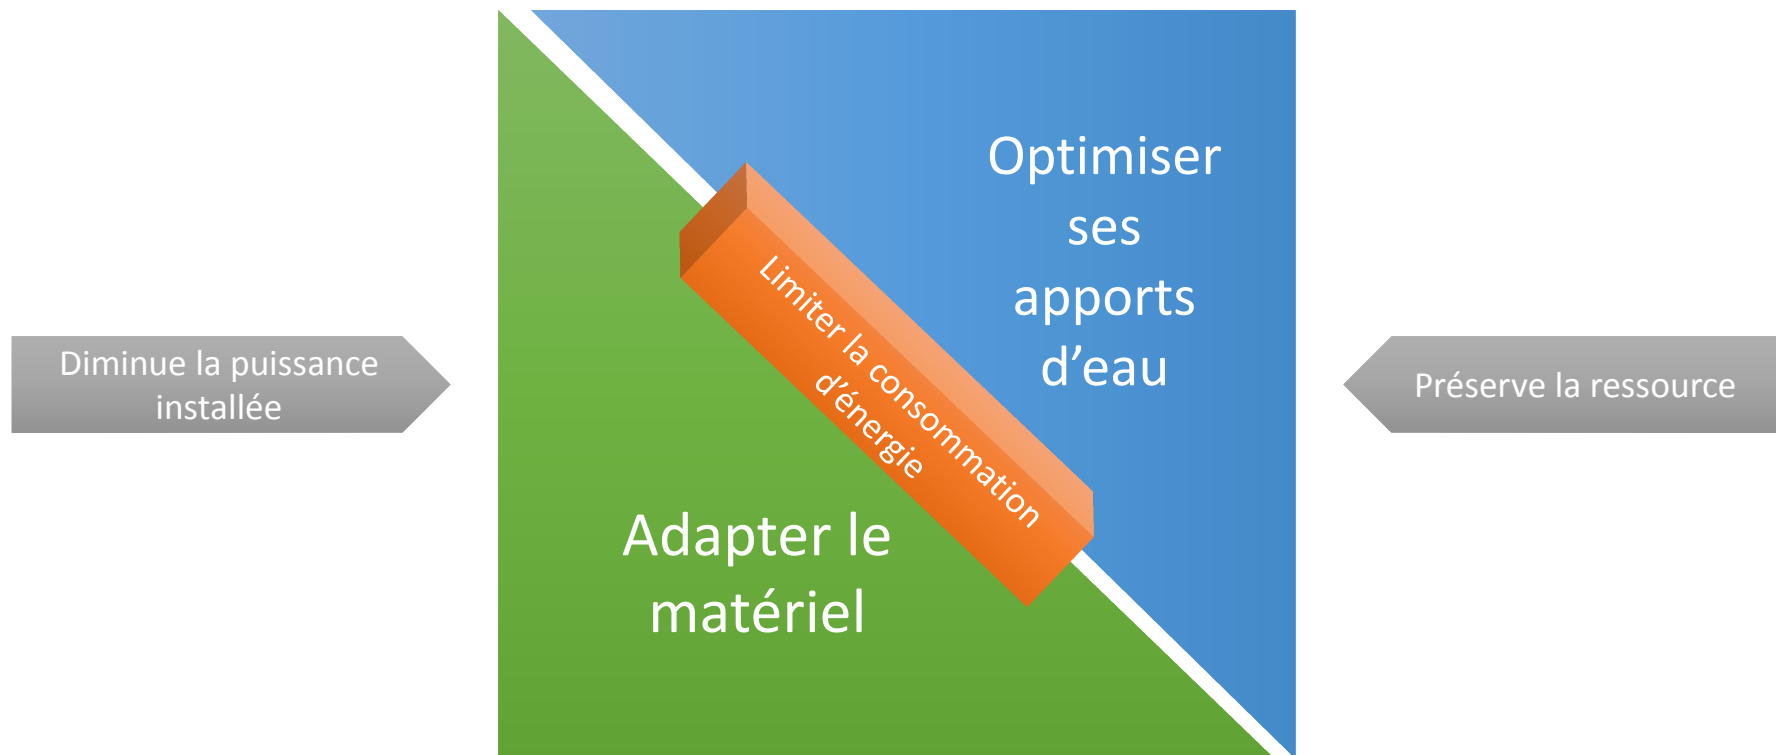 Optimiser
ses
apports
d’eau
Limiter la consommation
d’énergie
Diminue la puissance
installée
Préserve la ressource
Adapter le
matériel